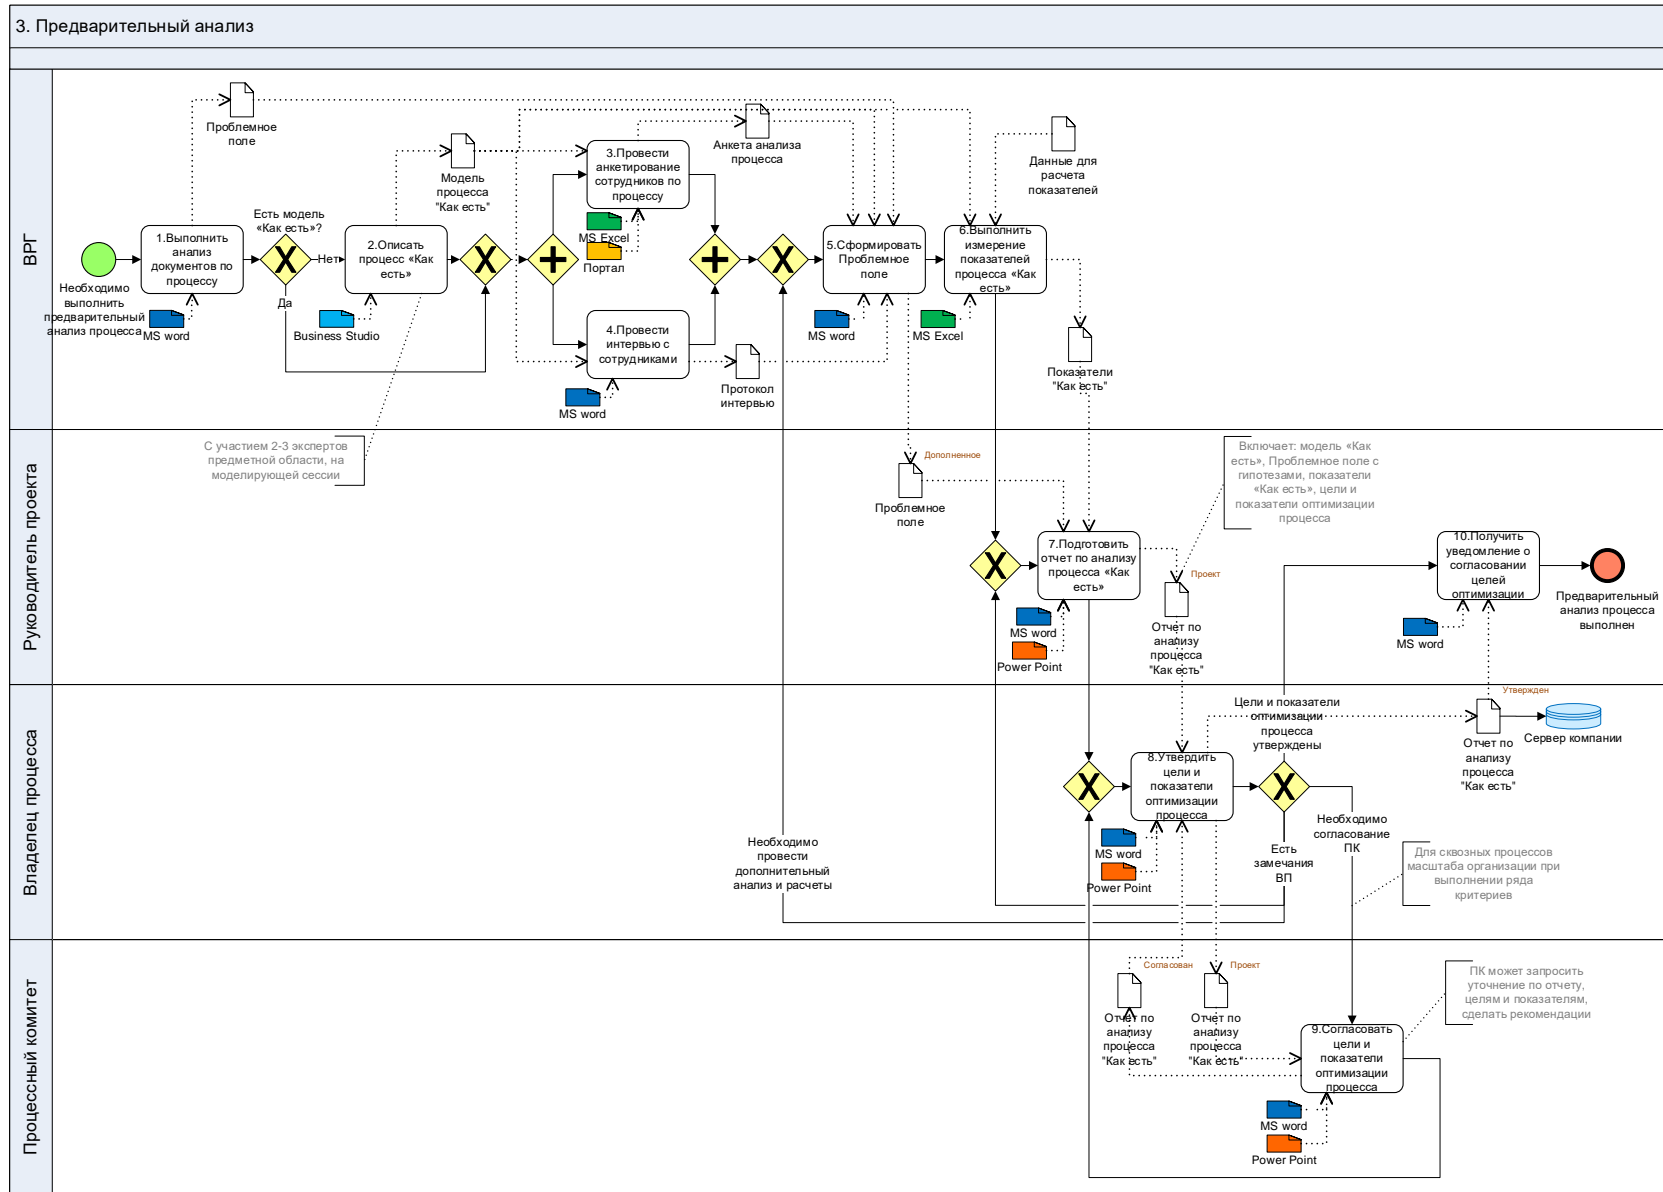 3. Предварительный анализ
ВРГ
Проблемное
поле
Модель
процесса
"Как есть"
3.Провести
анкетирование
сотрудников по
процессу
MS Excel
Портал
Анкета анализа
процесса
Данные для
расчета
показателей
Необходимо
выполнить
предварительный
анализ процесса
1.Выполнить
анализ
документов по
процессу
MS word
Есть модель
«Как есть»?
Нет
Да
2.Описать
процесс «Как
есть»
Business Studio
4.Провести
интервью с
сотрудниками
MS word
Протокол
интервью
5.Сформировать
Проблемное
поле
MS word
6.Выполнить
измерение
показателей
процесса «Как
есть»
MS Excel
Показатели
"Как есть"
Руководитель проекта
С участием 2-3 экспертов
предметной области, на
моделирующей сессии
Дополненное
Проблемное
поле
7.Подготовить
отчет по анализу
процесса «Как
есть»
MS word
Power Point
Включает: модель «Как
есть», Проблемное поле с
гипотезами, показатели
«Как есть», цели и
показатели оптимизации
процесса
Проект
Отчет по
анализу
процесса
"Как есть"
10.Получить
уведомление о
согласовании
целей
оптимизации
MS word
Предварительный
анализ процесса
выполнен
Владелец процесса
Необходимо
провести
дополнительный
анализ и расчеты
8.Утвердить
цели и
показатели
оптимизации
процесса
MS word
Power Point
Цели и показатели
оптимизации
процесса
утверждены
Есть
замечания
ВП
Необходимо
согласование
ПК
Утвержден
Отчет по
анализу
процесса
"Как есть"
Сервер компании
Для сквозных процессов
масштаба организации при
выполнении ряда
критериев
Процессный комитет
Согласован
Отчет по
анализу
процесса
"Как есть"
Проект
Отчет по
анализу
процесса
"Как есть"
9.Согласовать
цели и
показатели
оптимизации
процесса
MS word
Power Point
ПК может запросить
уточнение по отчету,
целям и показателям,
сделать рекомендации